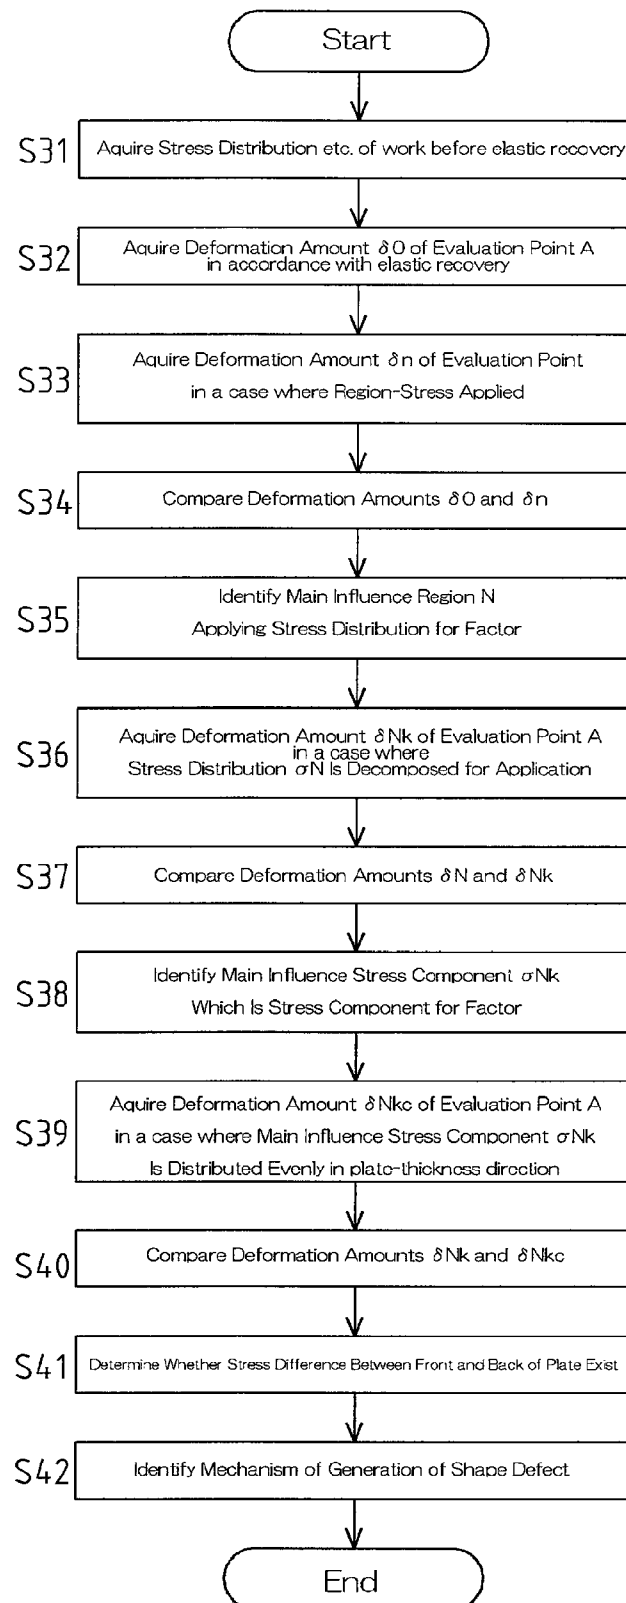 Start
S31
Aquire Stress Distribution etc. of work before elastic recovery
S32
Aquire Deformation Amount δ0 of Evaluation Point A
in accordance with elastic recovery
S33
Aquire Deformation Amount δn of Evaluation Point
in a case where Region-Stress Applied
S34
Compare Deformation Amounts δ0 and δn
S35
Identify Main Influence Region N
Applying Stress Distribution for Factor
S36
Aquire Deformation Amount δNk of Evaluation Point A
in a case where
Stress Distribution σN Is Decomposed for Application
S37
Compare Deformation Amounts δN and δNk
S38
Identify Main Influence Stress Component σNk
Which Is Stress Component for Factor
S39
Aquire Deformation Amount δNkc of Evaluation Point A
in a case where Main Influence Stress Component σNk
Is Distributed Evenly in plate-thickness direction
S40
Compare Deformation Amounts δNk and δNkc
S41
Determine Whether Stress Difference Between Front and Back of Plate Exist
S42
Identify Mechanism of Generation of Shape Defect
End